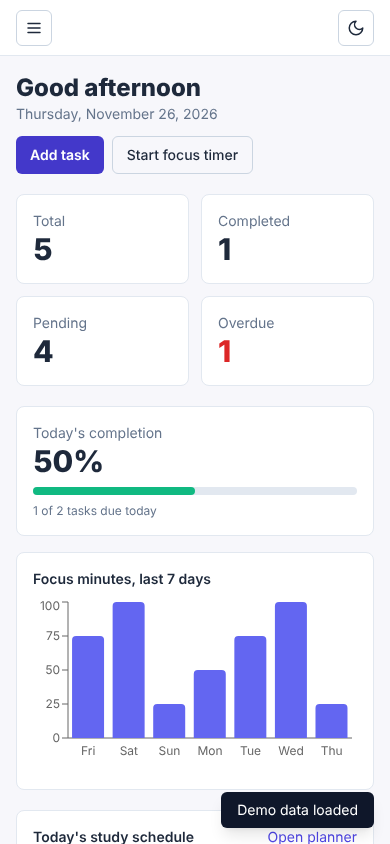 Good afternoon
Thursday, November 26, 2026
Add task
Start focus timer
Total
5
Completed
1
Pending
4
Overdue
1
Today's completion
50%
1 of 2 tasks due today
Focus minutes, last 7 days
100
75
50
25
0
Fri Sat Sun Mon Tue Wed Thu
Demo data loaded
Today's study schedule
Open planner